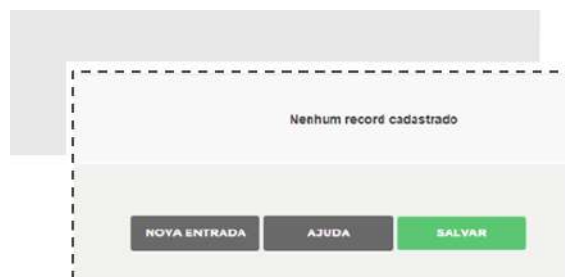 Nenhum record cadastrado
NOVA ENTRADA AJUDA SALVAR